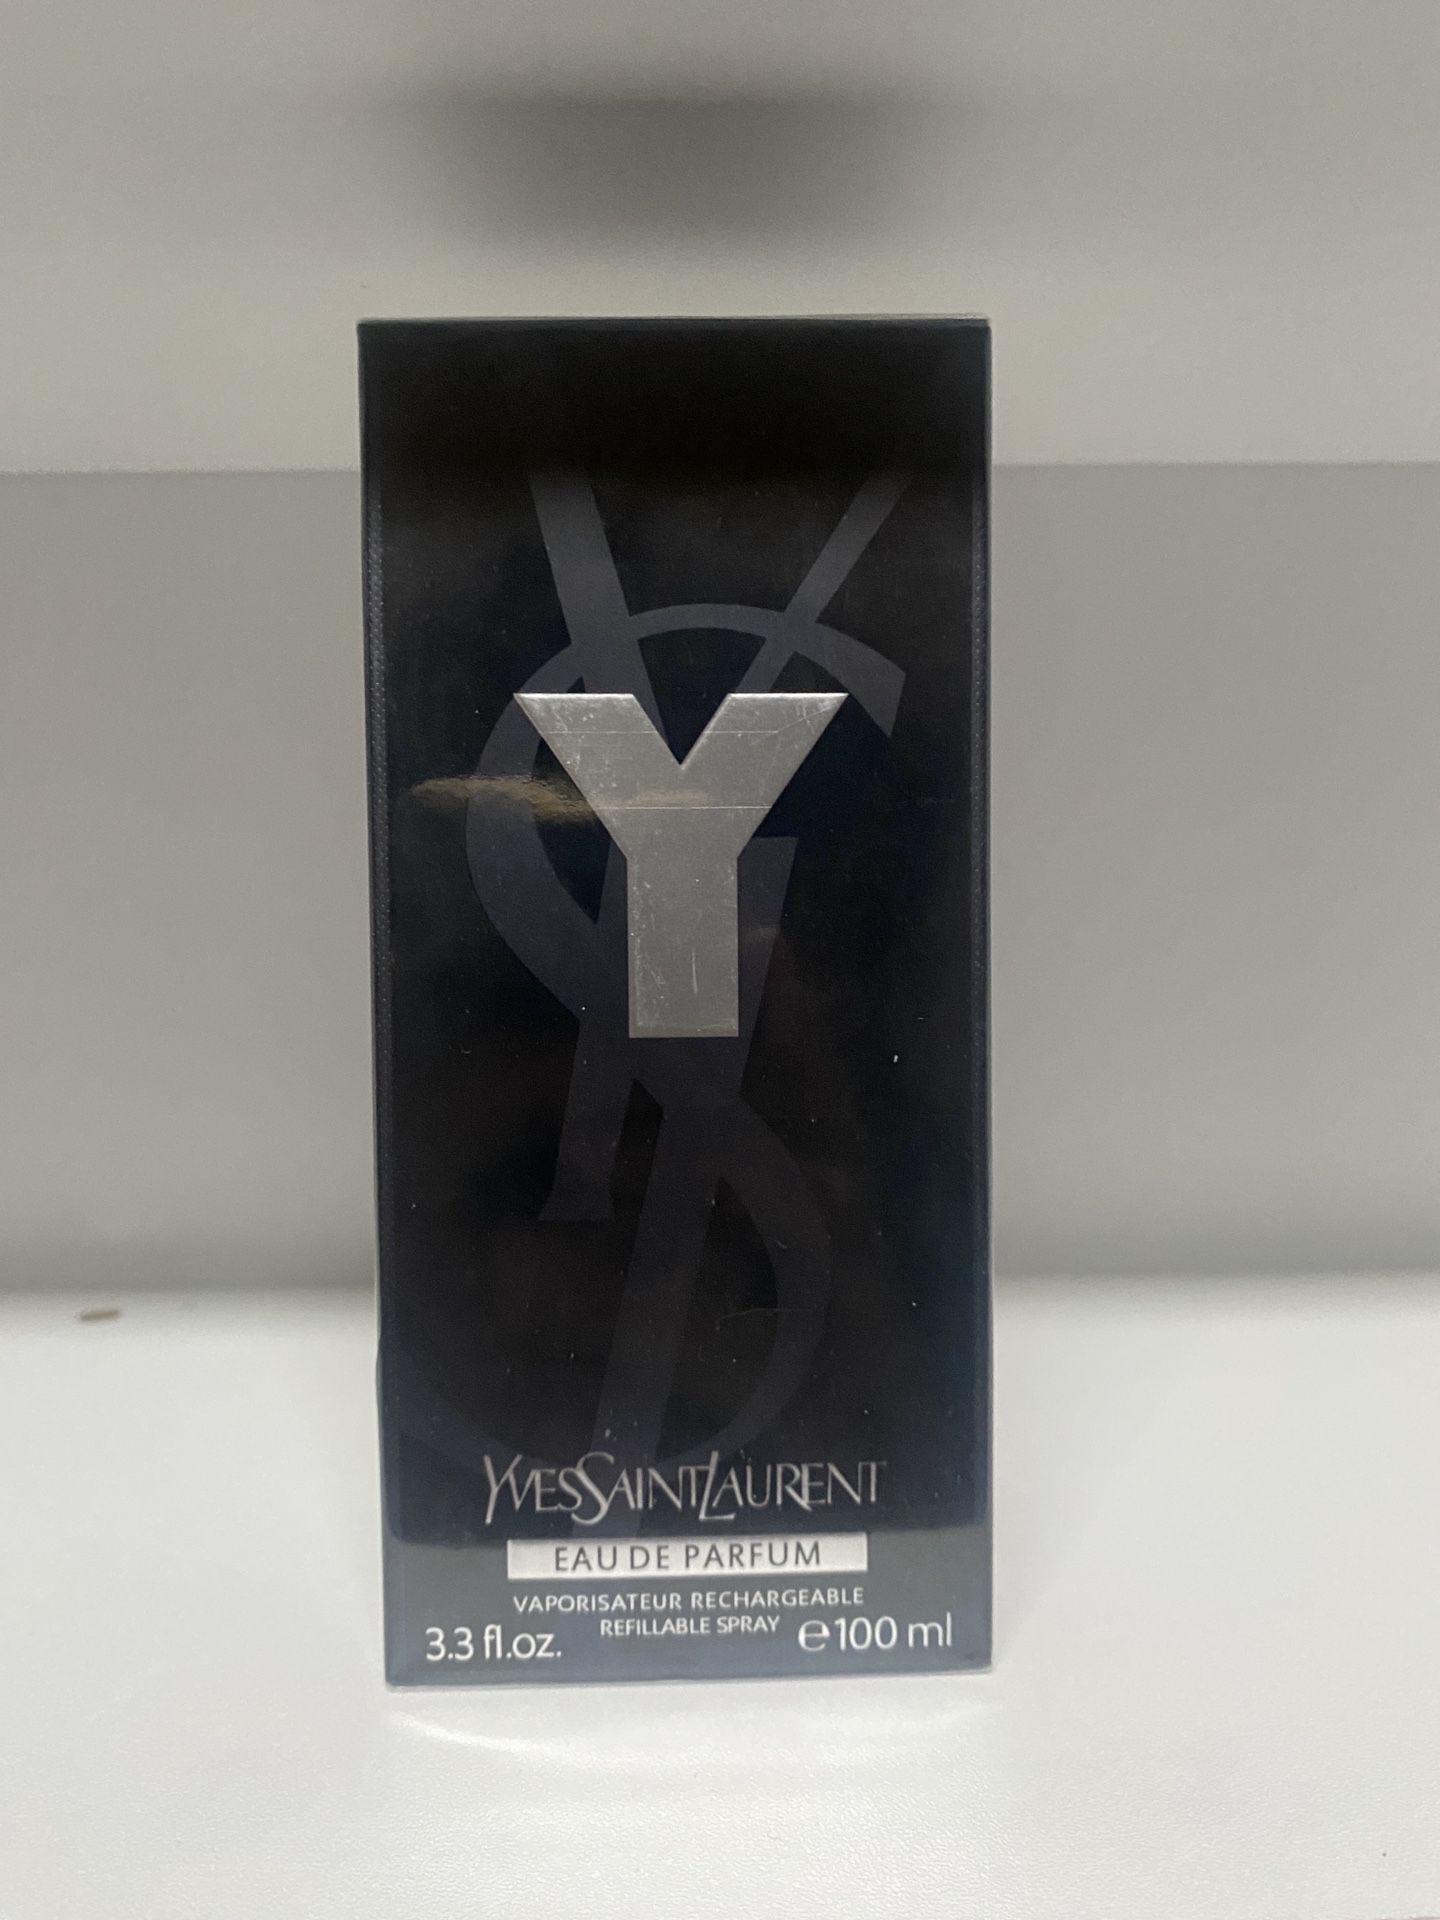 Y
YVESSAINTLAURENT
EAU DE PARFUM
VAPORISATEUR RECHARGEABLE
REFILLABLE SPRAY
3.3 fl.oz. ℮100 ml